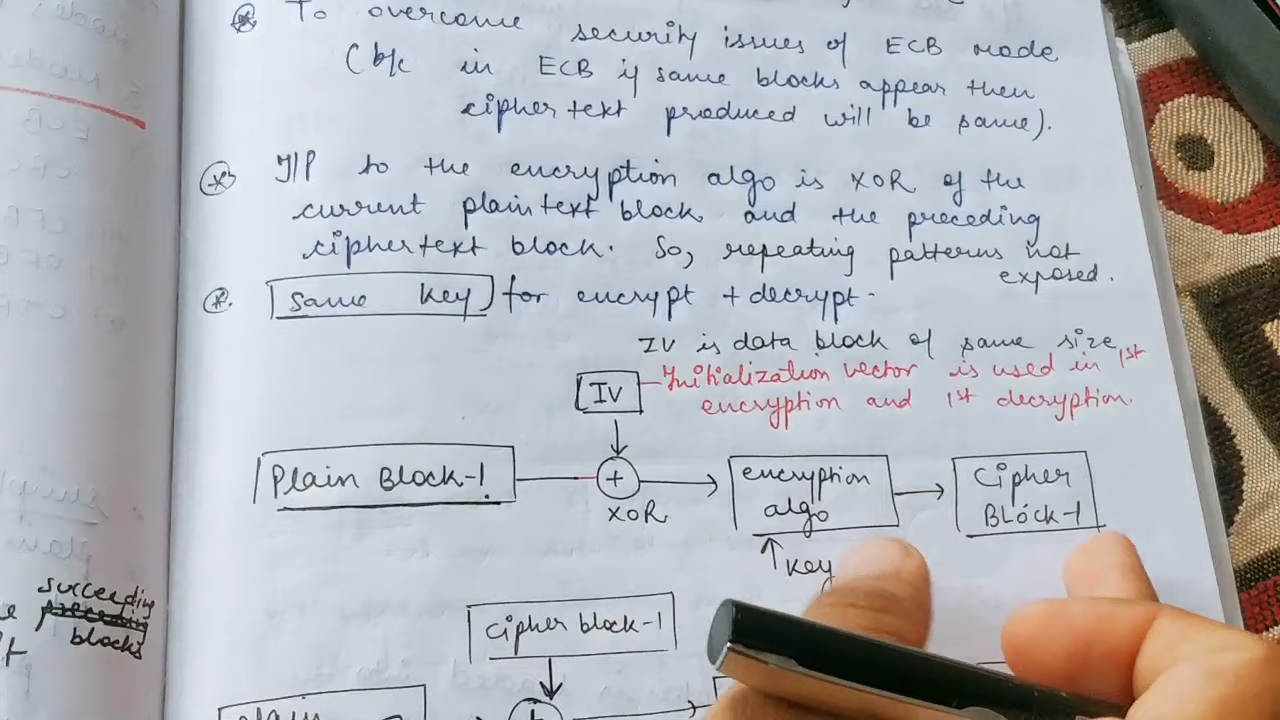 To overcome security issues of ECB mode
(b/c in ECB if same blocks appear then
ciphertext produced will be same).
I/P to the encryption algo is XOR of the
current plaintext block and the preceding
ciphertext block. So, repeating patterns not
exposed.
Same Key for encrypt + decrypt.
IV is data block of same size
IV - Initialization vector is used in 1st
encryption and 1st decryption.
Plain Block-1
+
XOR
encryption
algo
Cipher
BLock-1
Key
succeeding
preceeding
blocks
Cipher block-1
plain
+